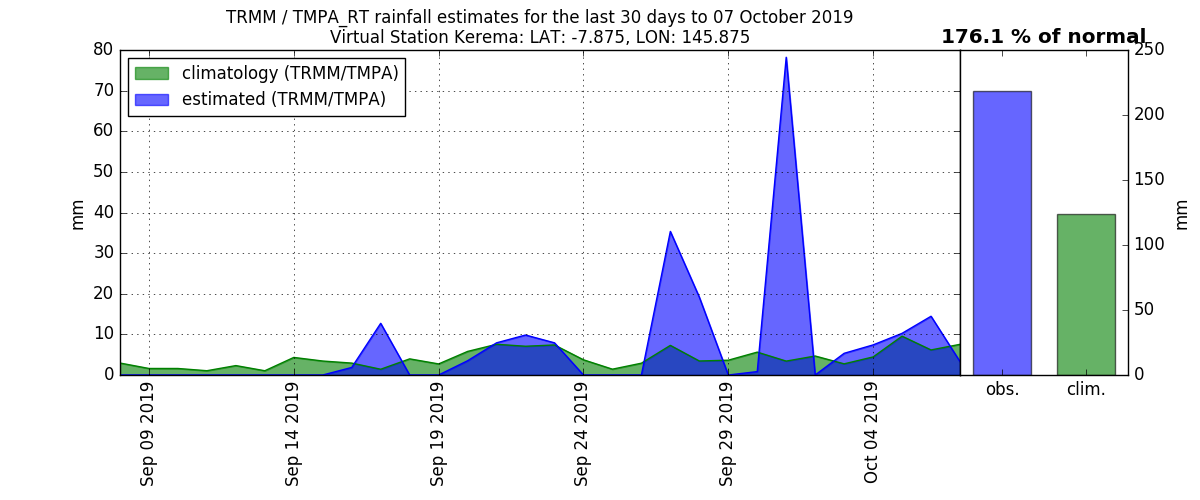 TRMM / TMPA_RT rainfall estimates for the last 30 days to 07 October 2019
Virtual Station Kerema: LAT: -7.875, LON: 145.875
176.1 % of normal
climatology (TRMM/TMPA)
estimated (TRMM/TMPA)
mm
80
70
60
50
40
30
20
10
0
Sep 09 2019
Sep 14 2019
Sep 19 2019
Sep 24 2019
Sep 29 2019
Oct 04 2019
obs.
clim.
250
200
150
100
50
0
mm